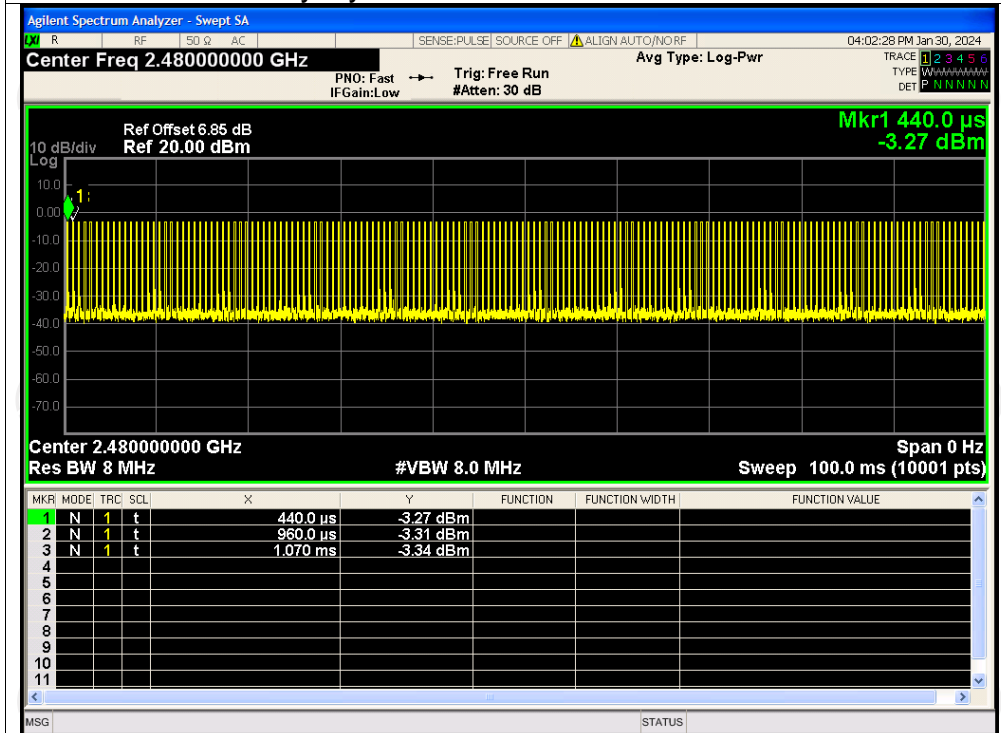 Agilent Spectrum Analyzer - Swept SA
LXI R RF 50 Ω AC SENSE:PULSE SOURCE OFF ALIGN AUTO/NO RF 04:02:28 PM Jan 30, 2024
Center Freq 2.480000000 GHz Avg Type: Log-Pwr TRACE 1 2 3 4 5 6
PNO: Fast Trig: Free Run TYPE W
IFGain:Low #Atten: 30 dB DET P N N N N N
Mkr1 440.0 µs
Ref Offset 6.85 dB
10 dB/div Ref 20.00 dBm -3.27 dBm
Log
10.0
1
0.00
-10.0
-20.0
-30.0
-40.0
-50.0
-60.0
-70.0
Center 2.480000000 GHz Span 0 Hz
Res BW 8 MHz #VBW 8.0 MHz Sweep 100.0 ms (10001 pts)
MKR MODE TRC SCL X Y FUNCTION FUNCTION WIDTH FUNCTION VALUE
1 N 1 t 440.0 µs -3.27 dBm
2 N 1 t 960.0 µs -3.31 dBm
3 N 1 t 1.070 ms -3.34 dBm
4
5
6
7
8
9
10
11
MSG STATUS